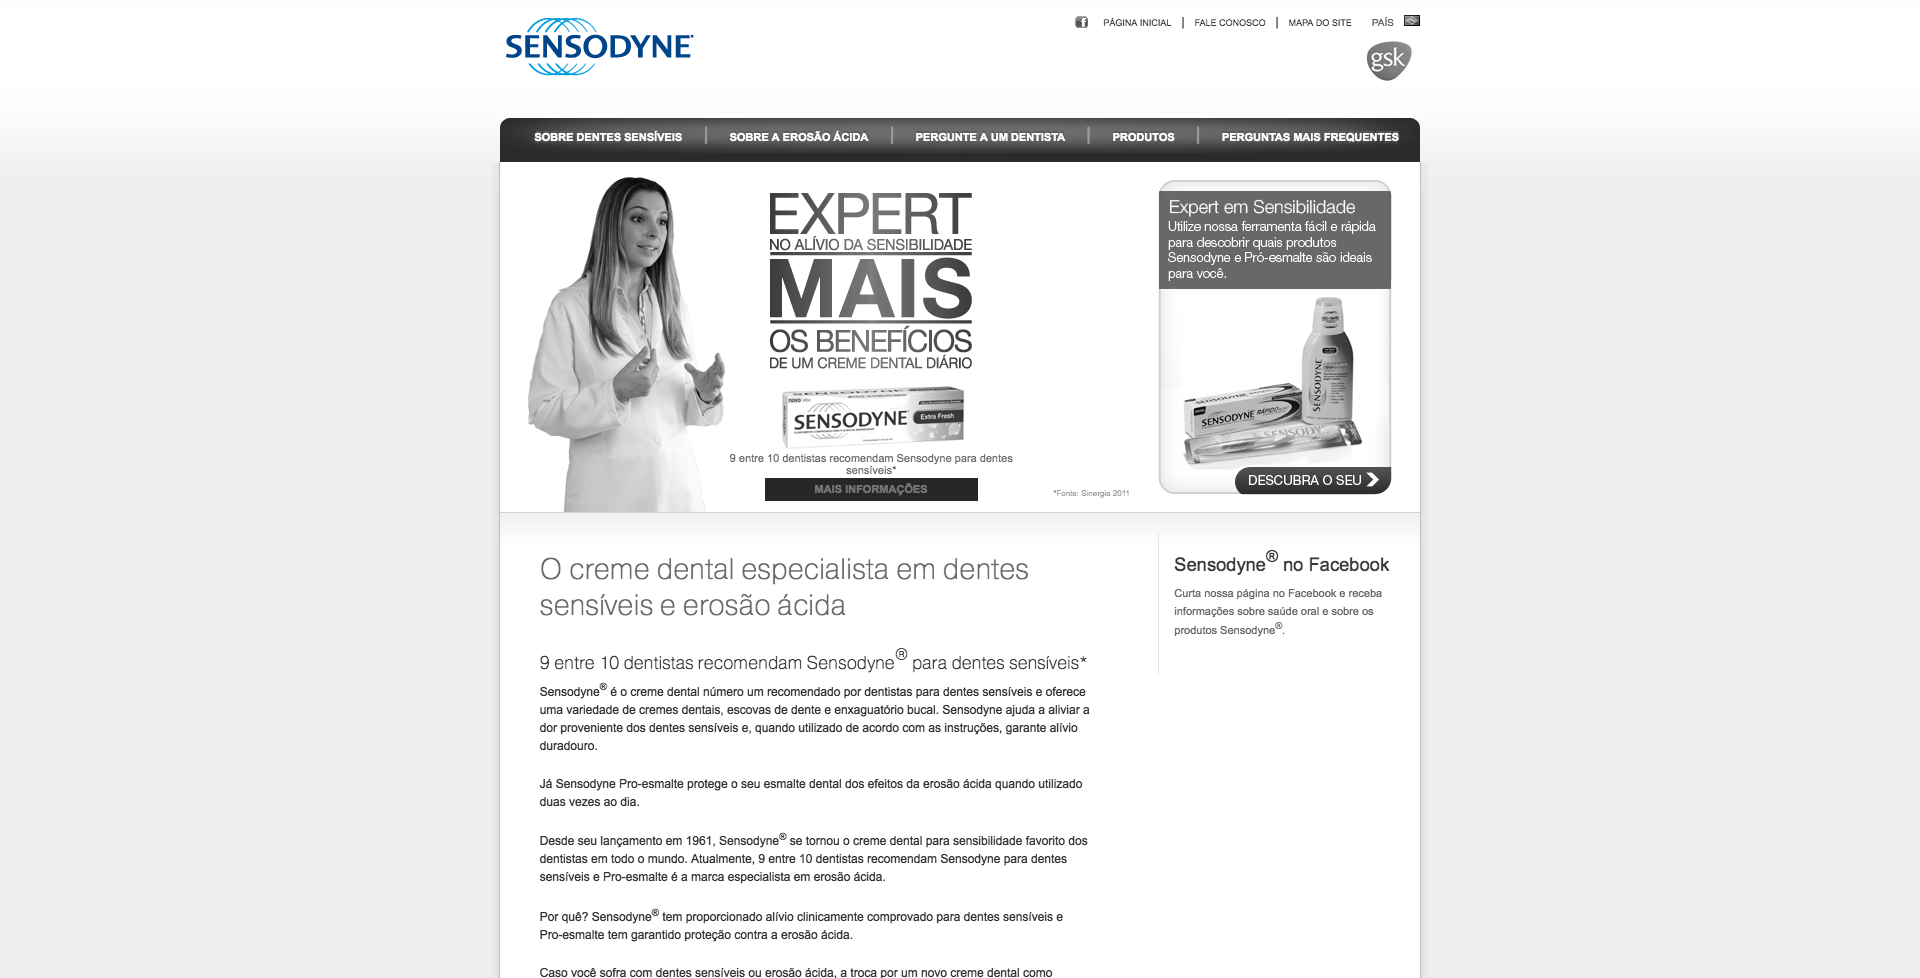 SENSODYNE
PÁGINA INICIAL | FALE CONOSCO | MAPA DO SITE PAÍS
gsk
SOBRE DENTES SENSÍVEIS | SOBRE A EROSÃO ÁCIDA | PERGUNTE A UM DENTISTA | PRODUTOS | PERGUNTAS MAIS FREQUENTES
EXPERT
NO ALÍVIO DA SENSIBILIDADE
MAIS
OS BENEFÍCIOS
DE UM CREME DENTAL DIÁRIO
novo
SENSODYNE
Extra Fresh
9 entre 10 dentistas recomendam Sensodyne para dentes
sensíveis*
MAIS INFORMAÇÕES
*Fonte: Sinergia 2011
Expert em Sensibilidade
Utilize nossa ferramenta fácil e rápida
para descobrir quais produtos
Sensodyne e Pró-esmalte são ideais
para você.
SENSODYNE
SENSODYNE RÁPIDO
SENSODYNE
DESCUBRA O SEU
O creme dental especialista em dentes
sensíveis e erosão ácida
9 entre 10 dentistas recomendam Sensodyne® para dentes sensíveis*
Sensodyne® é o creme dental número um recomendado por dentistas para dentes sensíveis e oferece
uma variedade de cremes dentais, escovas de dente e enxaguatório bucal. Sensodyne ajuda a aliviar a
dor proveniente dos dentes sensíveis e, quando utilizado de acordo com as instruções, garante alívio
duradouro.
Já Sensodyne Pro-esmalte protege o seu esmalte dental dos efeitos da erosão ácida quando utilizado
duas vezes ao dia.
Desde seu lançamento em 1961, Sensodyne® se tornou o creme dental para sensibilidade favorito dos
dentistas em todo o mundo. Atualmente, 9 entre 10 dentistas recomendam Sensodyne para dentes
sensíveis e Pro-esmalte é a marca especialista em erosão ácida.
Por quê? Sensodyne® tem proporcionado alívio clinicamente comprovado para dentes sensíveis e
Pro-esmalte tem garantido proteção contra a erosão ácida.
Caso você sofra com dentes sensíveis ou erosão ácida, a troca por um novo creme dental como
Sensodyne® no Facebook
Curta nossa página no Facebook e receba
informações sobre saúde oral e sobre os
produtos Sensodyne®.